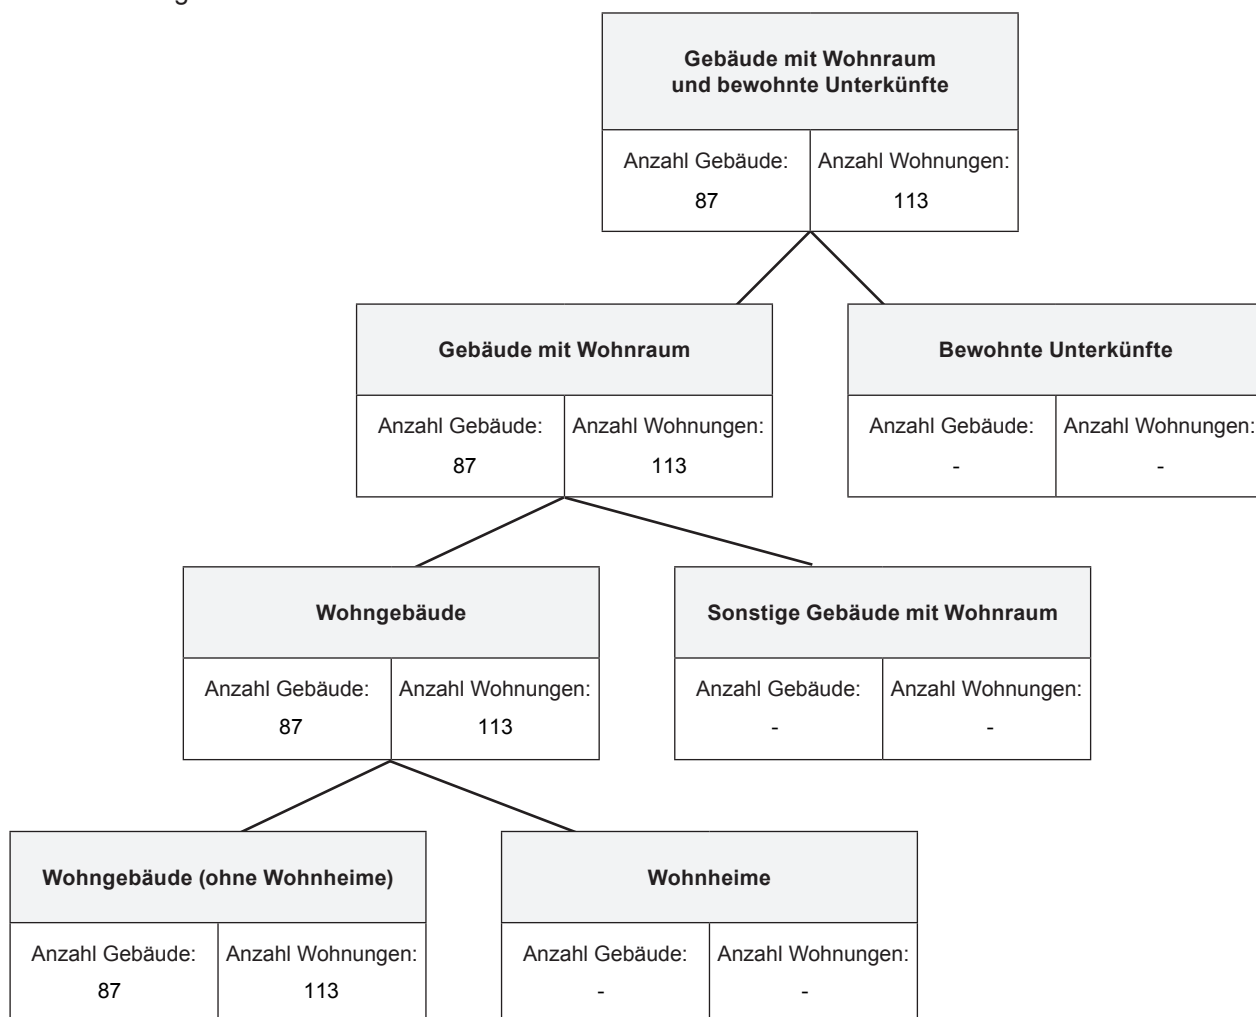 Gebäude mit Wohnraum
und bewohnte Unterkünfte
Anzahl Gebäude: Anzahl Wohnungen:
87 113
Gebäude mit Wohnraum Bewohnte Unterkünfte
Anzahl Gebäude: Anzahl Wohnungen: Anzahl Gebäude: Anzahl Wohnungen:
87 113 - -
Wohngebäude Sonstige Gebäude mit Wohnraum
Anzahl Gebäude: Anzahl Wohnungen: Anzahl Gebäude: Anzahl Wohnungen:
87 113 - -
Wohngebäude (ohne Wohnheime) Wohnheime
Anzahl Gebäude: Anzahl Wohnungen: Anzahl Gebäude: Anzahl Wohnungen:
87 113 - -